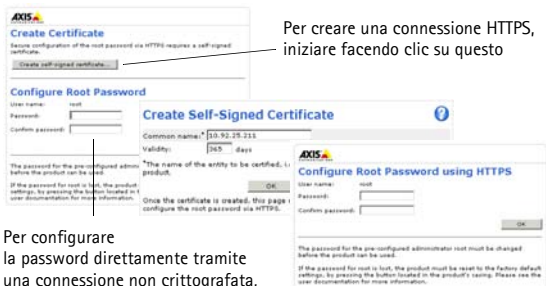 AXIS
Create Certificate
Secure configuration of the root password via HTTPS requires a self-signed
certificate.
Create self-signed certificate...
Configure Root Password
User name: root
Password:
Confirm password:
The password for the pre-configured admini
before the product can be used.
If the password for root is lost, the product
settings, by pressing the button located in t
user documentation for more information.
Per creare una connessione HTTPS,
iniziare facendo clic su questo
Create Self-Signed Certificate
?
Common name:* 10.92.25.211
Validity: 365 days
*The name of the entity to be certified, i.
product.
OK
Once the certificate is created, this page
configure the root password via HTTPS.
AXIS
Configure Root Password using HTTPS
User name: root
Password:
Confirm password:
OK
The password for the pre-configured administrator root must be changed
before the product can be used.
If the password for root is lost, the product must be reset to the factory default
settings, by pressing the button located in the product's casing. Please see the
user documentation for more information.
Per configurare
la password direttamente tramite
una connessione non crittografata,